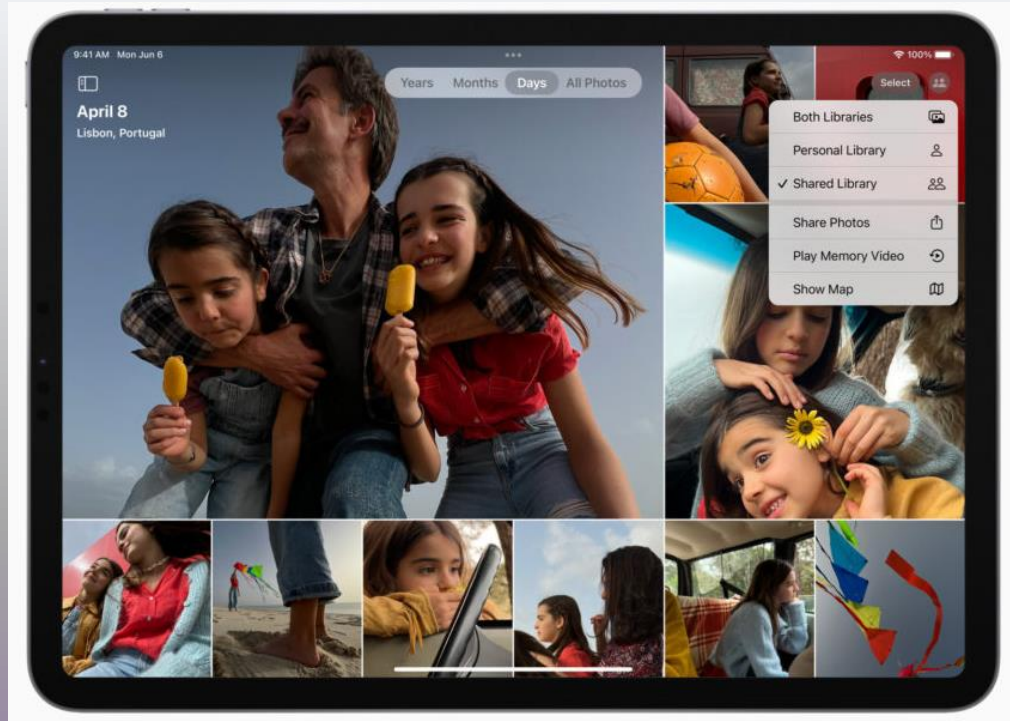 9:41 AM Mon Jun 6
100%
Years Months Days All Photos
Select
April 8
Lisbon, Portugal
Both Libraries
Personal Library
Shared Library
Share Photos
Play Memory Video
Show Map